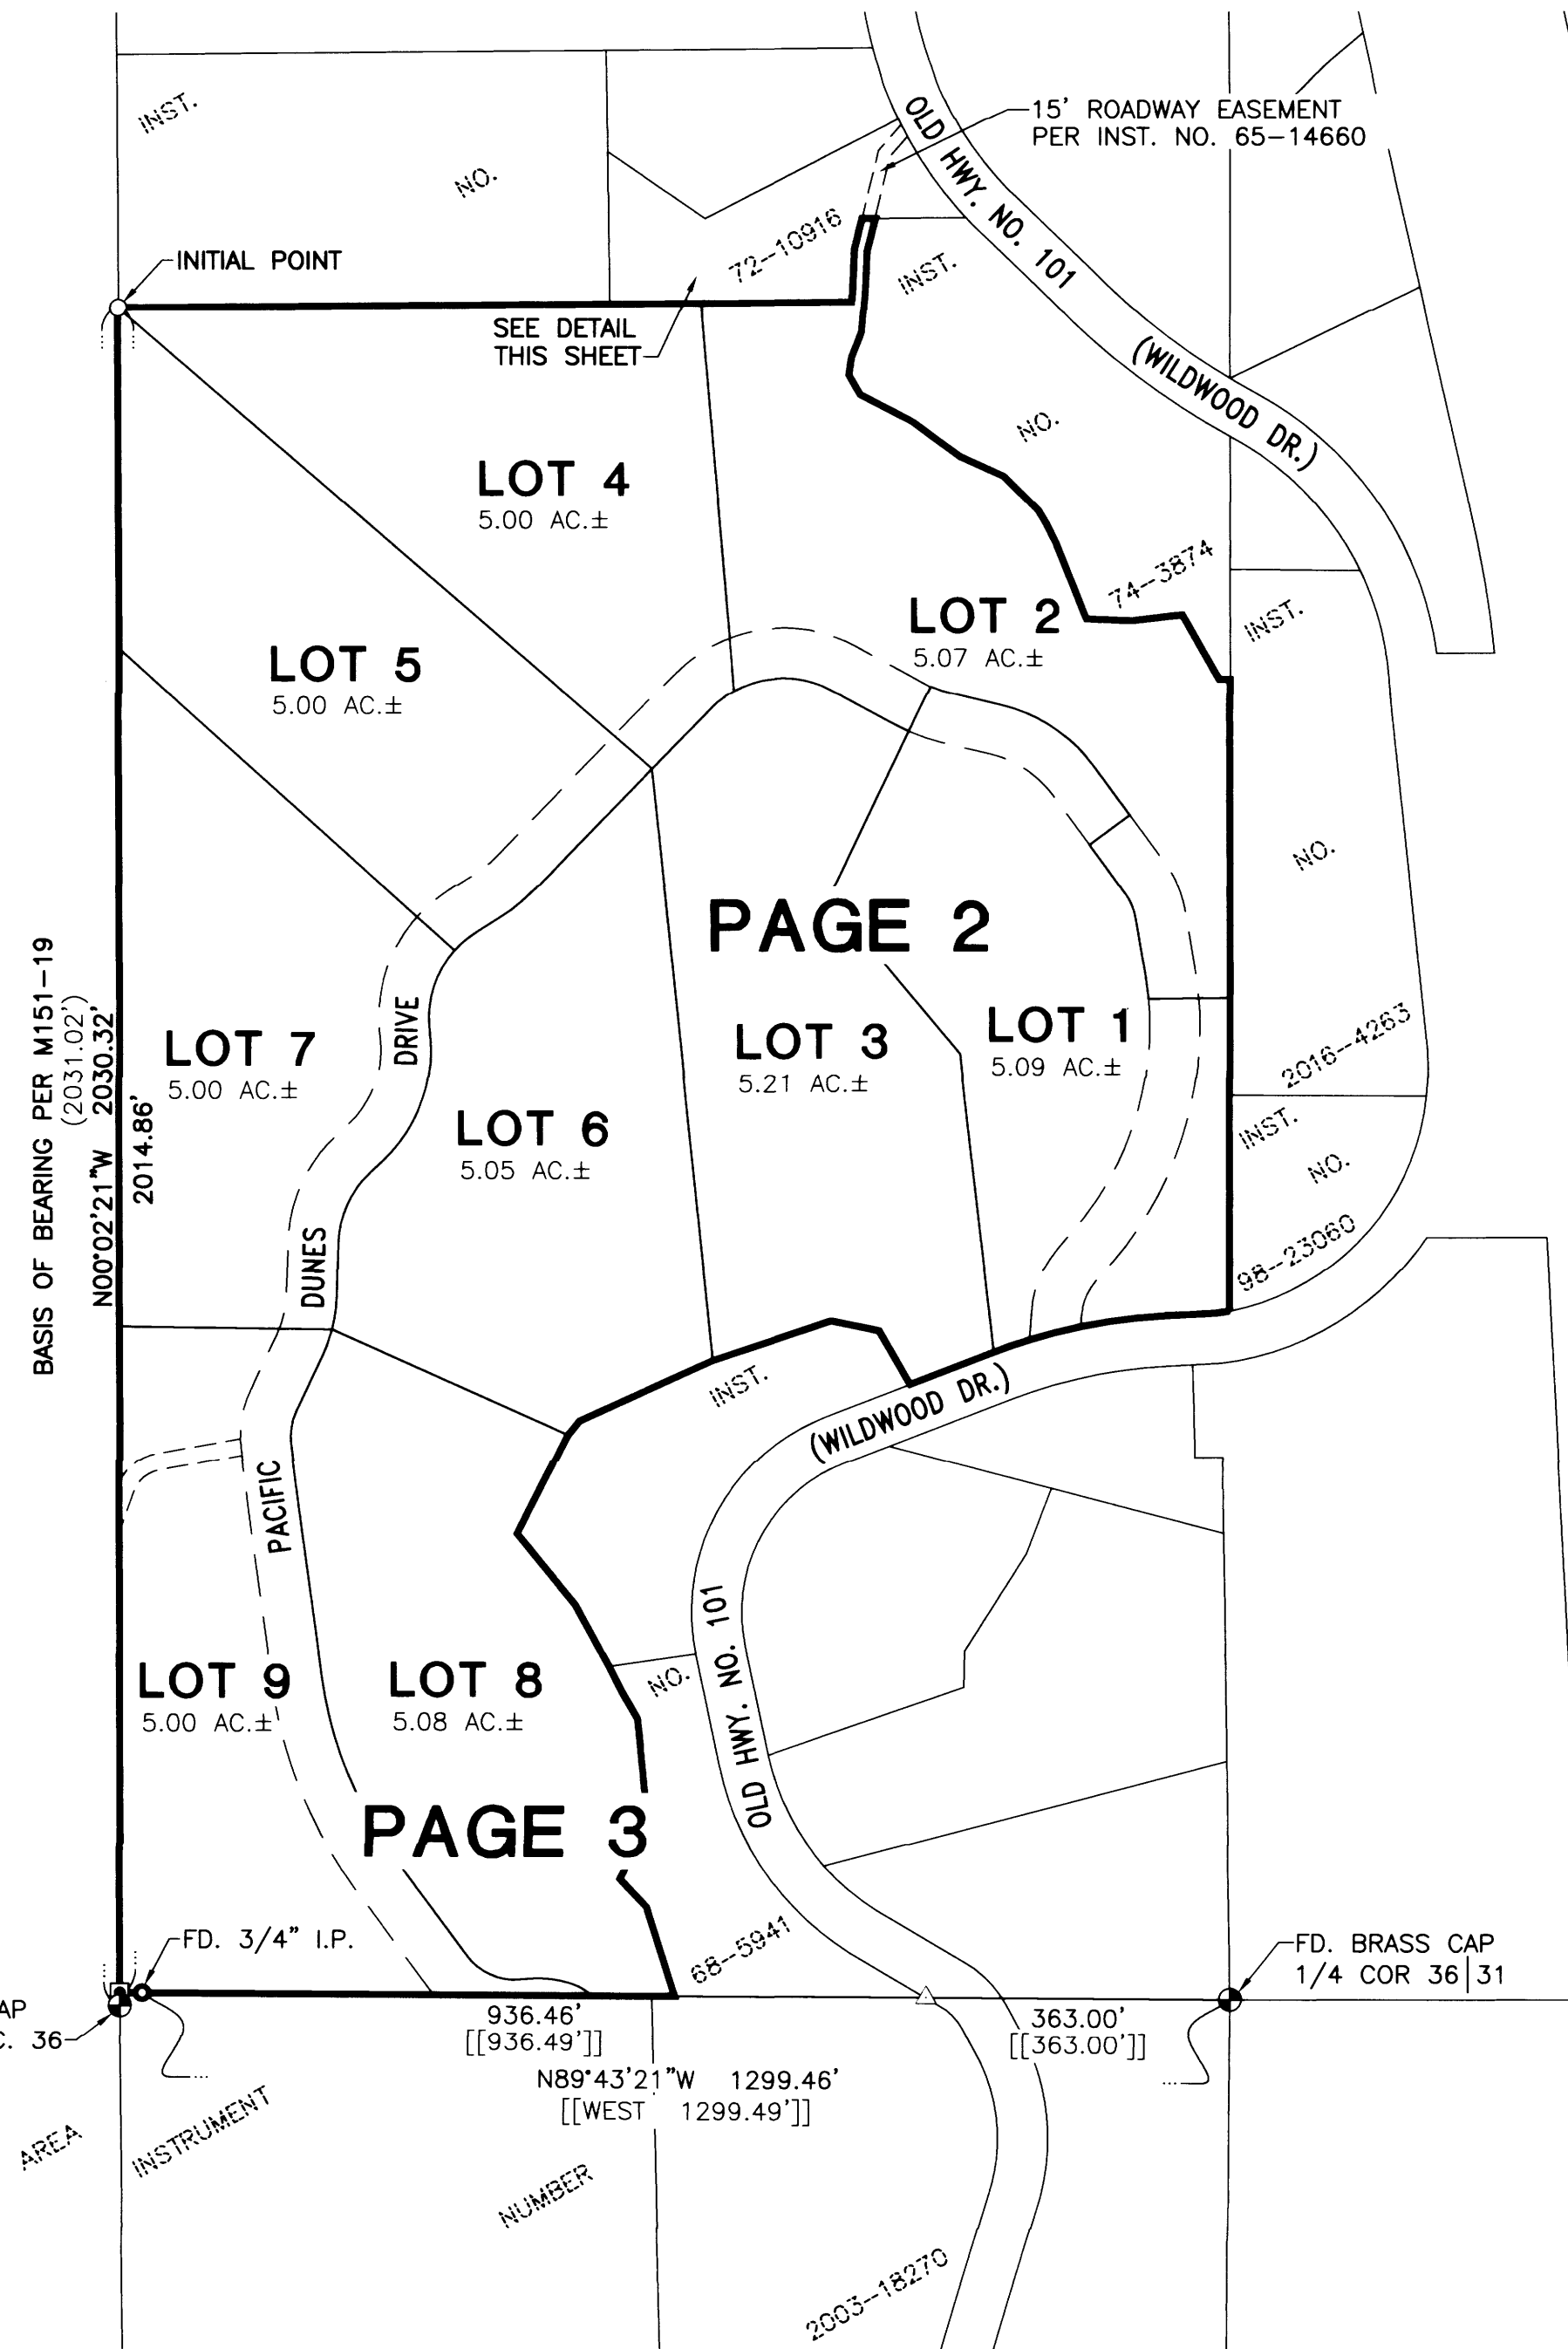 15' ROADWAY EASEMENT
PER INST. NO. 65-14660
INST.
NO.
72-10916
OLD HWY. NO. 101
(WILDWOOD DR.)
INITIAL POINT
SEE DETAIL
THIS SHEET
INST.
NO.
74-3874
LOT 4
5.00 AC.±
LOT 2
5.07 AC.±
LOT 5
5.00 AC.±
INST.
NO.
2016-4263
PAGE 2
LOT 7
5.00 AC.±
LOT 3
5.21 AC.±
LOT 1
5.09 AC.±
LOT 6
5.05 AC.±
BASIS OF BEARING PER M151-19
(2031.02')
N00°02'21"W 2030.32'
2014.86'
PACIFIC DUNES DRIVE
INST.
NO.
98-23060
INST.
NO.
68-5941
(WILDWOOD DR.)
OLD HWY. NO. 101
LOT 9
5.00 AC.±
LOT 8
5.08 AC.±
PAGE 3
FD. 3/4" I.P.
FD. BRASS CAP
1/4 COR 36|31
AP
C. 36
936.46'
[[936.49']]
363.00'
[[363.00']]
N89°43'21"W 1299.46'
[[WEST 1299.49']]
AREA
INSTRUMENT
NUMBER
2003-18270